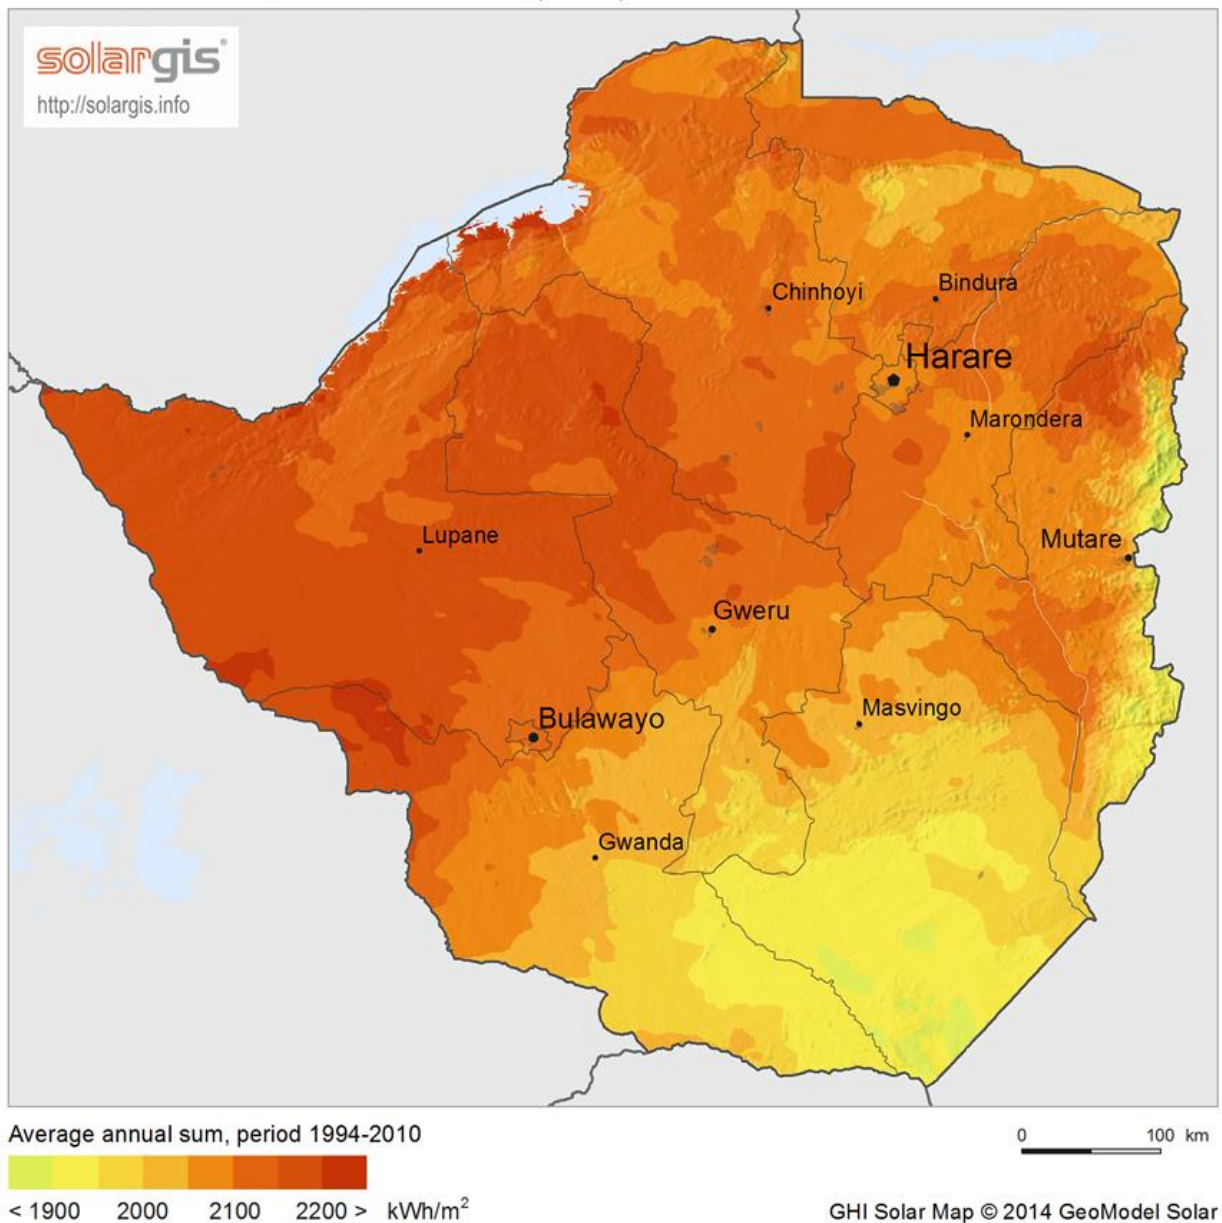 solargis
http://solargis.info
Chinhoyi
Bindura
Harare
Marondera
Lupane
Mutare
Gweru
Masvingo
Bulawayo
Gwanda
Average annual sum, period 1994-2010
0 100 km
< 1900 2000 2100 2200 > kWh/m²
GHI Solar Map © 2014 GeoModel Solar